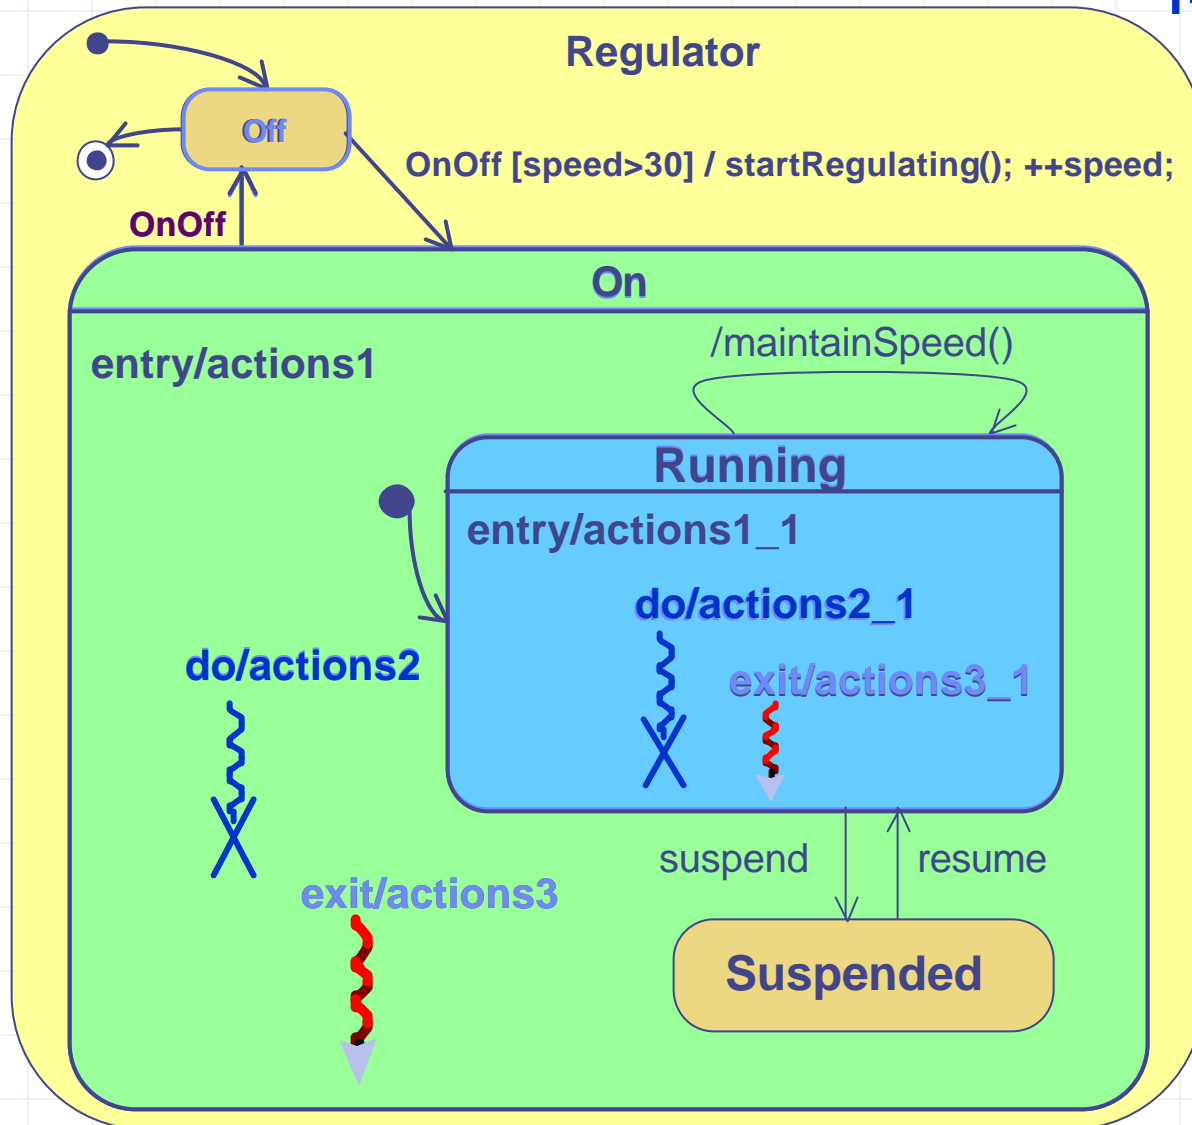 Regulator
Off
OnOff [speed>30] / startRegulating(); ++speed;
OnOff
On
/maintainSpeed()
entry/actions1
Running
entry/actions1_1
do/actions2_1
do/actions2
exit/actions3_1
suspend
resume
exit/actions3
Suspended